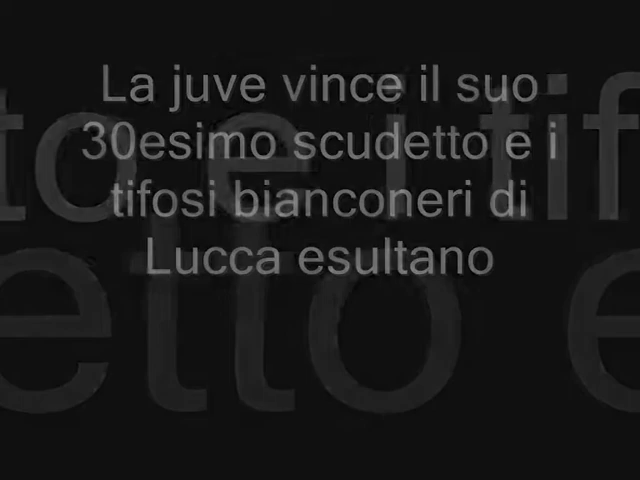 La juve vince il suo
30esimo scudetto e i
tifosi bianconeri di
Lucca esultano